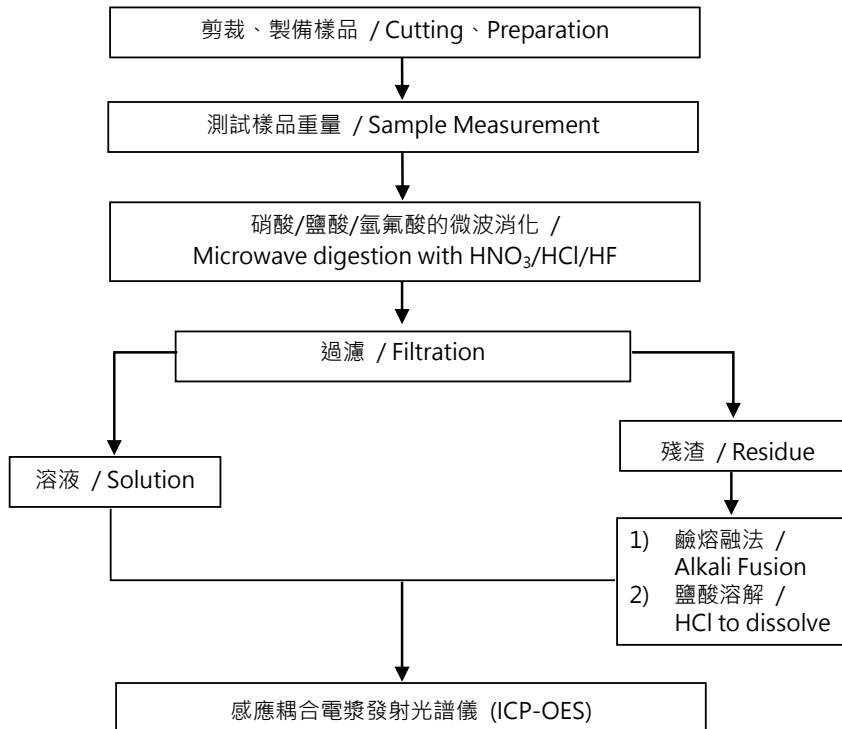 剪裁、製備樣品 / Cutting、Preparation
測試樣品重量 / Sample Measurement
硝酸/鹽酸/氫氟酸的微波消化 /
Microwave digestion with HNO₃/HCl/HF
過濾 / Filtration
溶液 / Solution
殘渣 / Residue
1) 鹼熔融法 /
Alkali Fusion
2) 鹽酸溶解 /
HCl to dissolve
感應耦合電漿發射光譜儀 (ICP-OES)